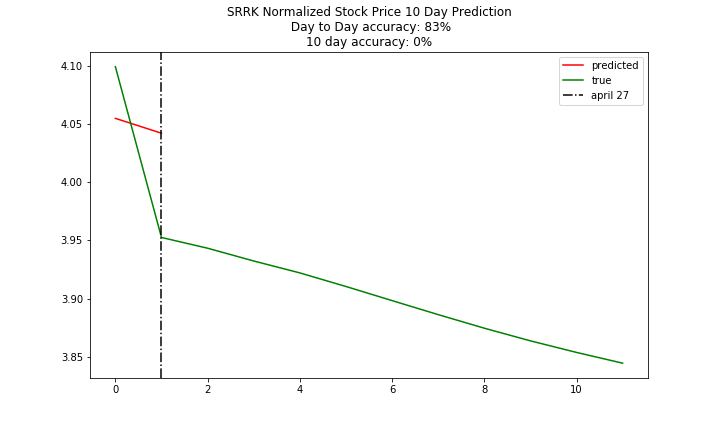 SRRK Normalized Stock Price 10 Day Prediction
Day to Day accuracy: 83%
10 day accuracy: 0%
predicted
true
april 27
4.10
4.05
4.00
3.95
3.90
3.85
0 2 4 6 8 10